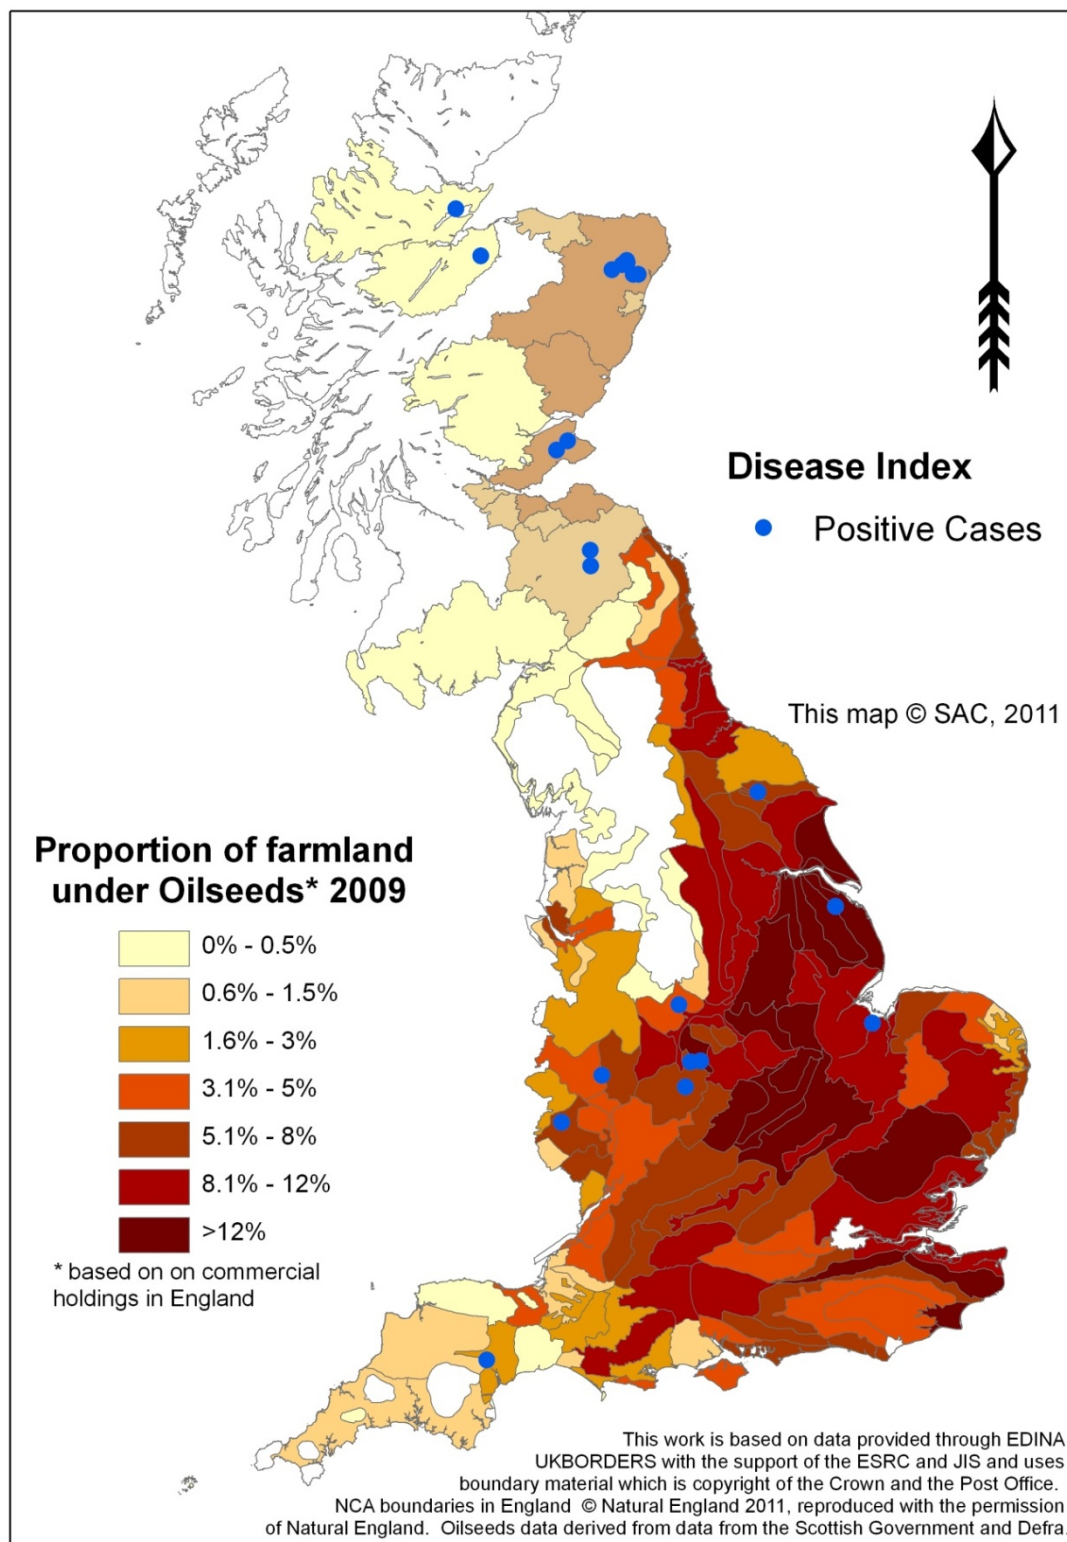 Disease Index
Positive Cases
This map © SAC, 2011
Proportion of farmland
under Oilseeds* 2009
0% - 0.5%
0.6% - 1.5%
1.6% - 3%
3.1% - 5%
5.1% - 8%
8.1% - 12%
>12%
* based on on commercial
holdings in England
This work is based on data provided through EDINA
UKBORDERS with the support of the ESRC and JIS and uses
boundary material which is copyright of the Crown and the Post Office.
NCA boundaries in England © Natural England 2011, reproduced with the permission
of Natural England. Oilseeds data derived from data from the Scottish Government and Defra.